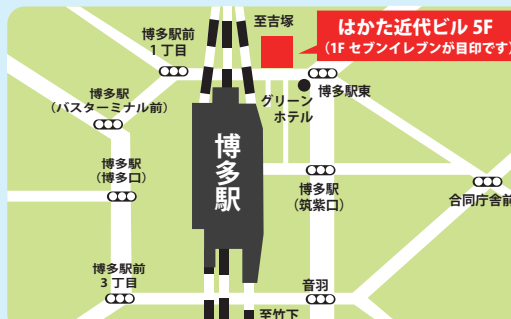 至吉塚
はかた近代ビル 5F
(1F セブンイレブンが目印です)
博多駅前
1丁目
博多駅東
グリーン
ホテル
博多駅
(バスターミナル前)
博多駅
博多駅
(博多口)
博多駅
(筑紫口)
合同庁舎前
博多駅前
3丁目
音羽
至竹下